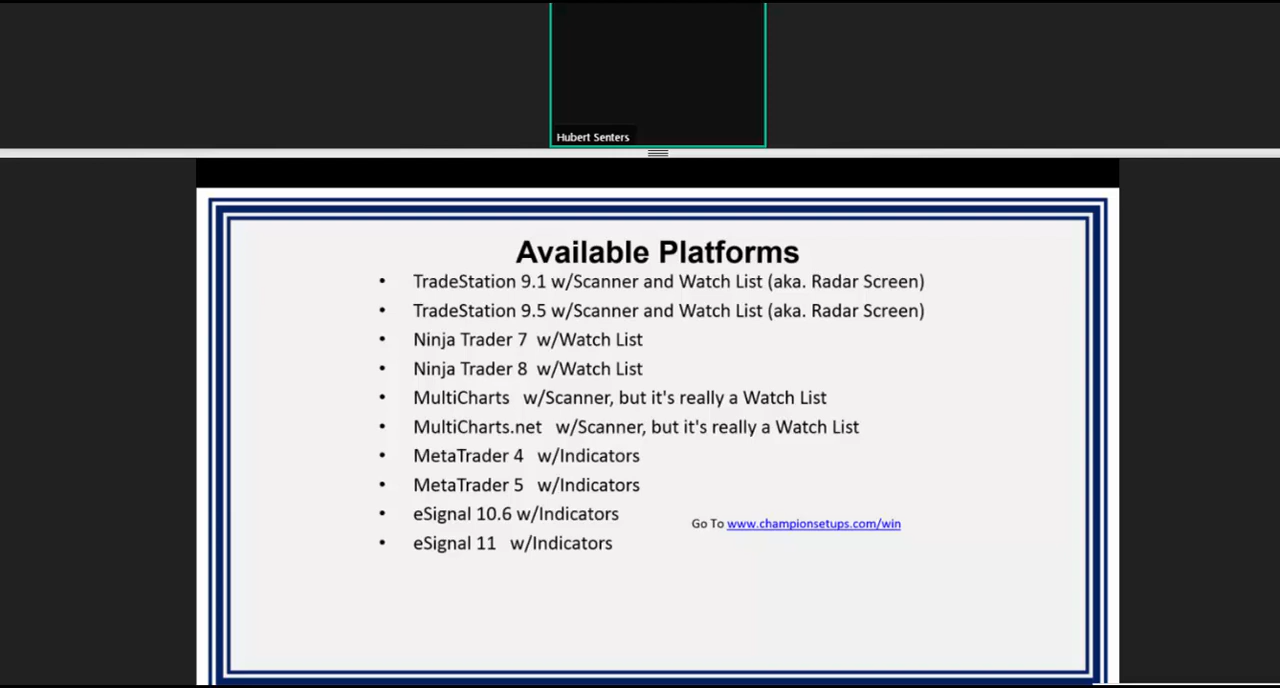 Hubert Senters
Available Platforms
• TradeStation 9.1 w/Scanner and Watch List (aka. Radar Screen)
• TradeStation 9.5 w/Scanner and Watch List (aka. Radar Screen)
• Ninja Trader 7 w/Watch List
• Ninja Trader 8 w/Watch List
• MultiCharts w/Scanner, but it's really a Watch List
• MultiCharts.net w/Scanner, but it's really a Watch List
• MetaTrader 4 w/Indicators
• MetaTrader 5 w/Indicators
• eSignal 10.6 w/Indicators
Go To www.championsetups.com/win
• eSignal 11 w/Indicators